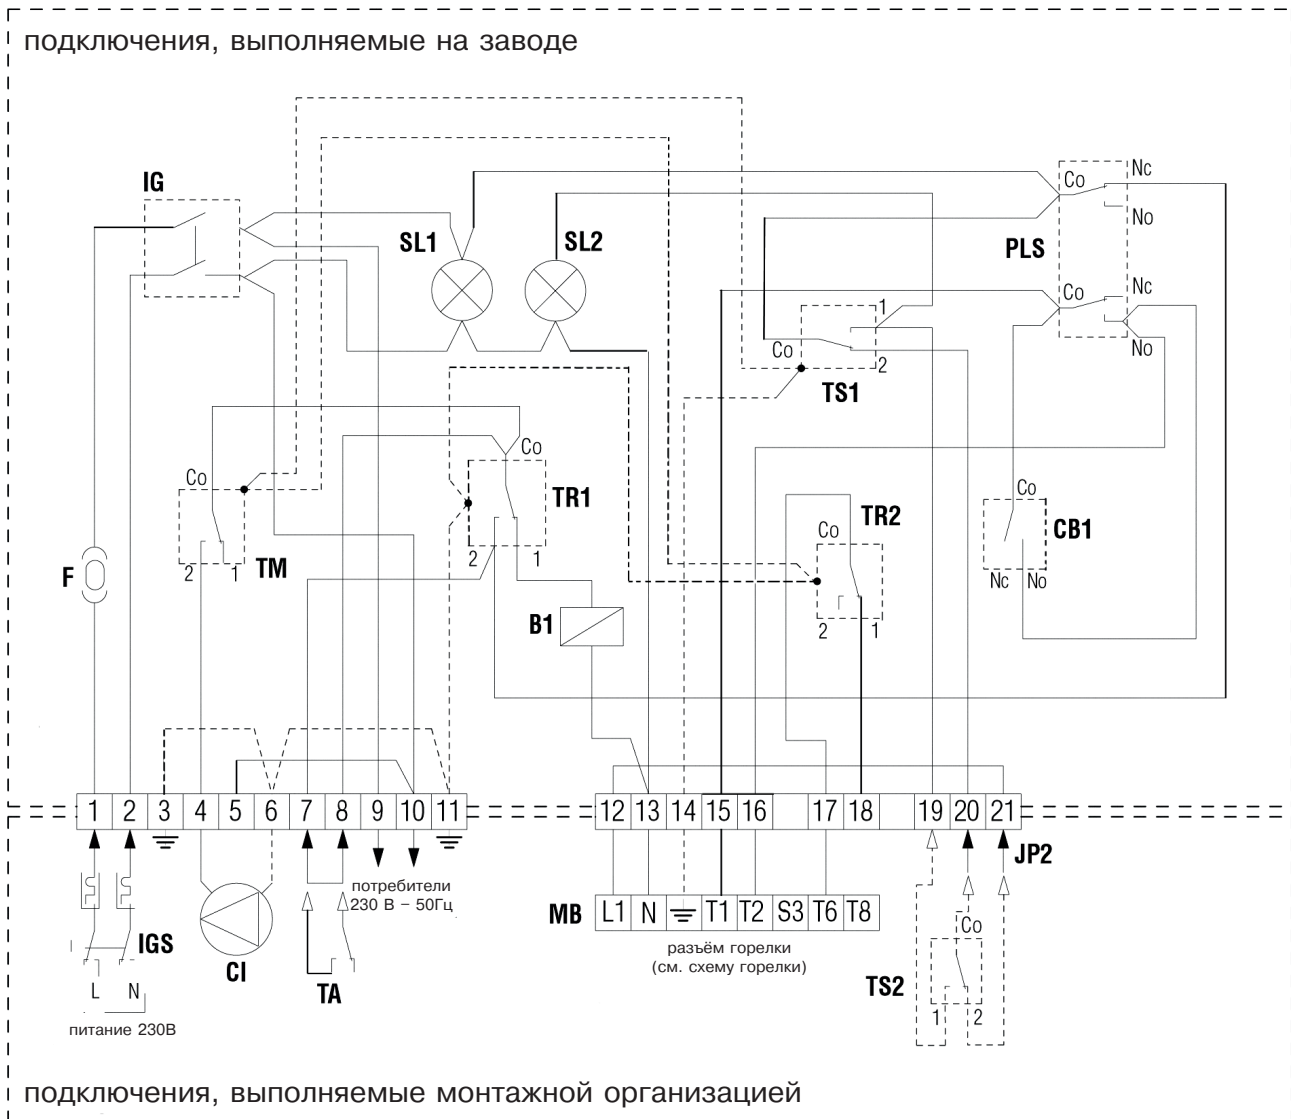 подключения, выполняемые на заводе
IG
SL1
SL2
PLS
Co
Nc
No
Co
Nc
No
TS1
Co
1
2
Co
TM
2
1
Co
TR1
2
1
Co
TR2
2
1
Co
CB1
Nc No
F
B1
1 2 3 4 5 6 7 8 9 10 11
12 13 14 15 16 17 18 19 20 21
JP2
потребители
230 В – 50Гц
MB
L1 N T1 T2 S3 T6 T8
разъём горелки
(см. схему горелки)
I
IGS
L N
питание 230В
CI
TA
TS2
Co
1 2
подключения, выполняемые монтажной организацией